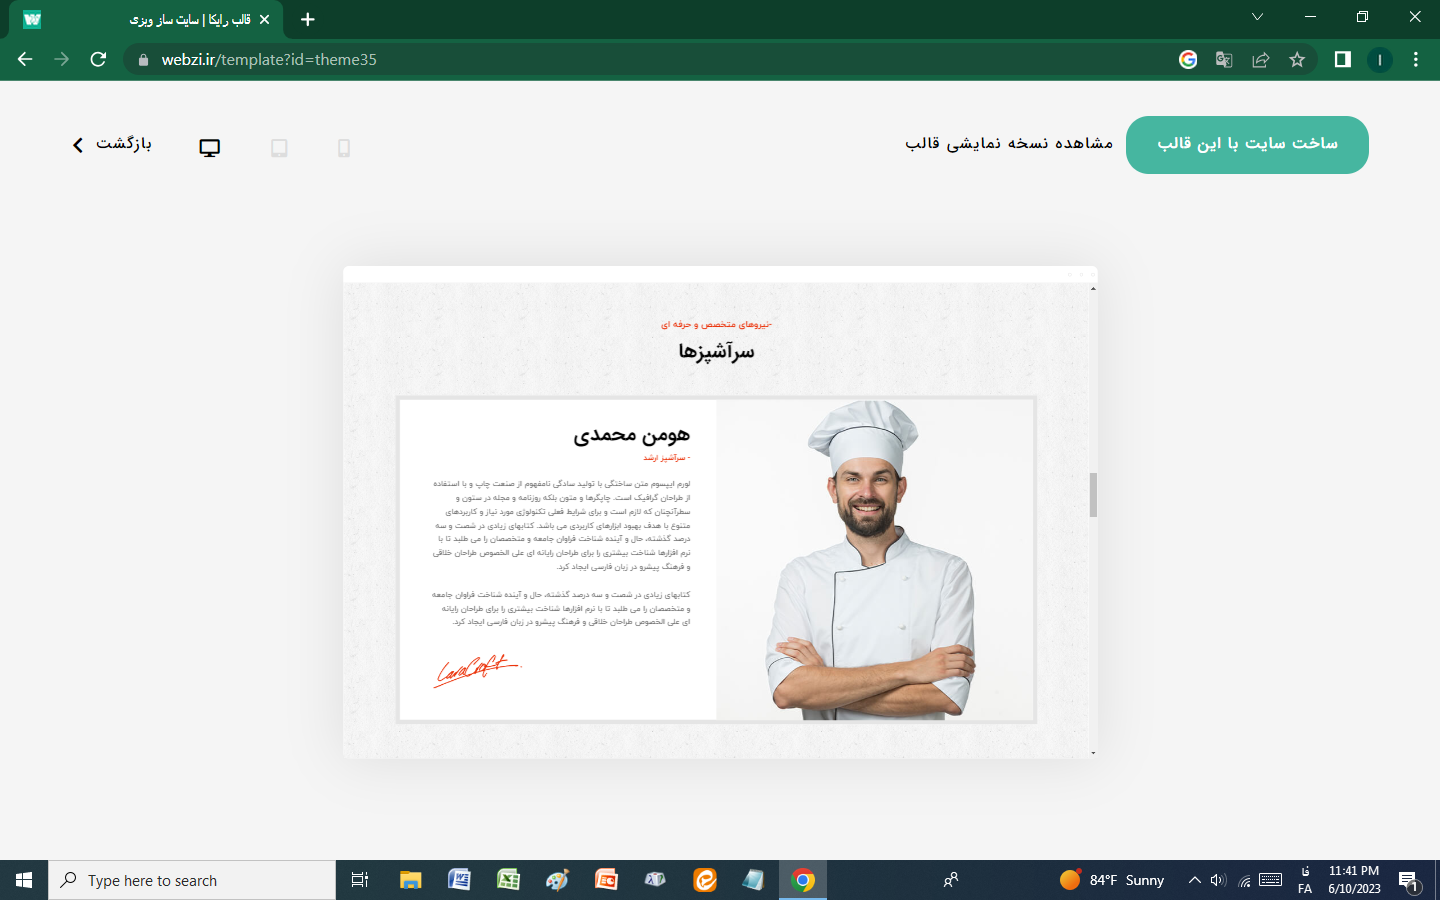 قالب رایکا | سایت ساز وبزی
webzi.ir/template?id=theme35
ساخت سایت با این قالب
مشاهده نسخه نمایشی قالب
بازگشت
-نیروهای متخصص و حرفه ای
سرآشپزها
هومن محمدی
- سرآشپز ارشد
لورم ایپسوم متن ساختگی با تولید سادگی نامفهوم از صنعت چاپ و با استفاده
از طراحان گرافیک است. چاپگرها و متون بلکه روزنامه و مجله در ستون و
سطرآنچنان که لازم است و برای شرایط فعلی تکنولوژی مورد نیاز و کاربردهای
متنوع با هدف بهبود ابزارهای کاربردی می باشد. کتابهای زیادی در شصت و سه
درصد گذشته، حال و آینده شناخت فراوان جامعه و متخصصان را می طلبد تا با
نرم افزارها شناخت بیشتری را برای طراحان رایانه ای علی الخصوص طراحان خلاقی
و فرهنگ پیشرو در زبان فارسی ایجاد کرد.
کتابهای زیادی در شصت و سه درصد گذشته، حال و آینده شناخت فراوان جامعه
و متخصصان را می طلبد تا با نرم افزارها شناخت بیشتری را برای طراحان رایانه
ای علی الخصوص طراحان خلاقی و فرهنگ پیشرو در زبان فارسی ایجاد کرد.
LaraCroft
Type here to search
84°F Sunny
فا
FA
11:41 PM
6/10/2023
1